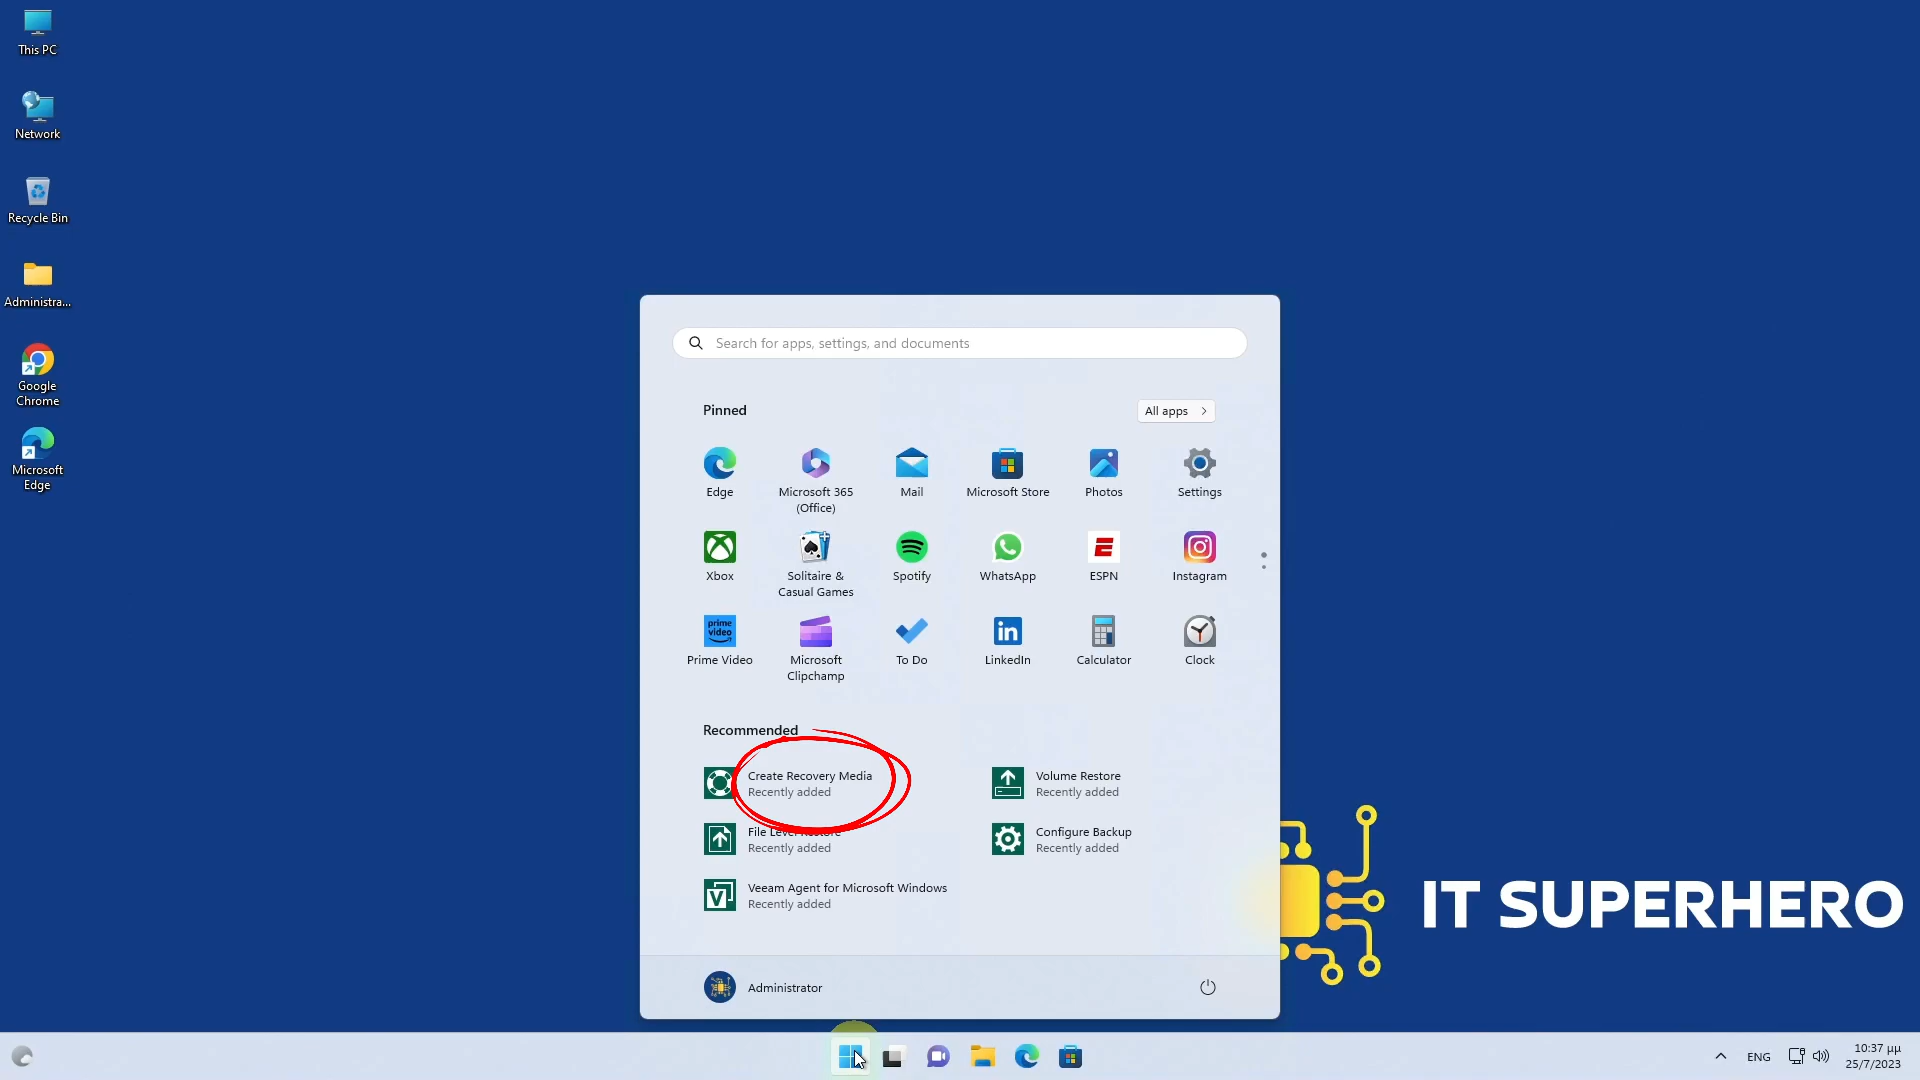 This PC
Network
Recycle Bin
Administra...
Google
Chrome
Microsoft
Edge
Search for apps, settings, and documents
Pinned
All apps
Edge
Microsoft 365
(Office)
Mail
Microsoft Store
Photos
Settings
Xbox
Solitaire &
Casual Games
Spotify
WhatsApp
ESPN
Instagram
prime
video
Prime Video
Microsoft
Clipchamp
To Do
LinkedIn
Calculator
Clock
Recommended
Create Recovery Media
Recently added
Volume Restore
Recently added
File Level Restore
Recently added
Configure Backup
Recently added
Veeam Agent for Microsoft Windows
Recently added
Administrator
IT SUPERHERO
ENG
10:37 μμ
25/7/2023